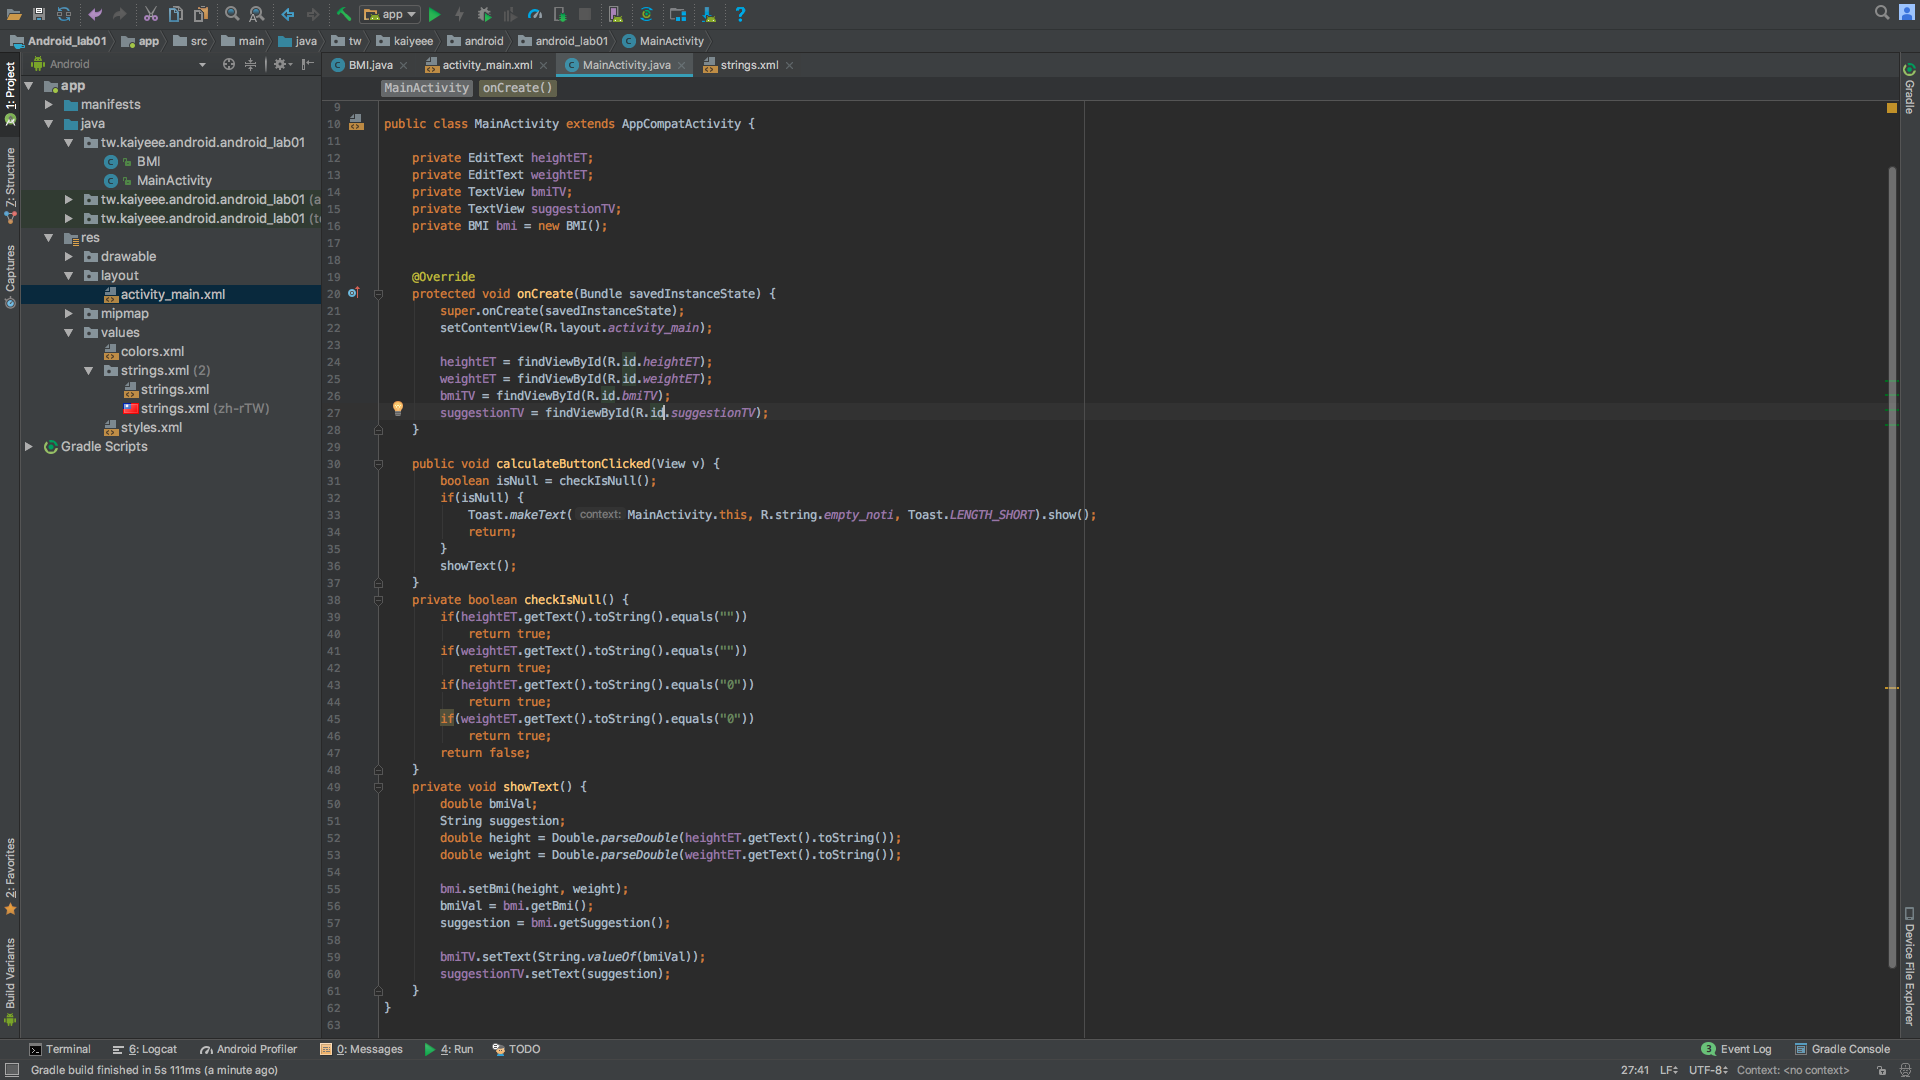 app
Android_lab01 app src main java tw kaiyeee android android_lab01 MainActivity
Android
BMI.java activity_main.xml MainActivity.java strings.xml
MainActivity onCreate()
1: Project
Z: Structure
Captures
2: Favorites
Build Variants
app
manifests
java
tw.kaiyeee.android.android_lab01
BMI
MainActivity
tw.kaiyeee.android.android_lab01 (a
tw.kaiyeee.android.android_lab01 (t
res
drawable
layout
activity_main.xml
mipmap
values
colors.xml
strings.xml (2)
strings.xml
strings.xml (zh-rTW)
styles.xml
Gradle Scripts
9
10 public class MainActivity extends AppCompatActivity {
11
12 private EditText heightET;
13 private EditText weightET;
14 private TextView bmiTV;
15 private TextView suggestionTV;
16 private BMI bmi = new BMI();
17
18
19 @Override
20 protected void onCreate(Bundle savedInstanceState) {
21 super.onCreate(savedInstanceState);
22 setContentView(R.layout.activity_main);
23
24 heightET = findViewById(R.id.heightET);
25 weightET = findViewById(R.id.weightET);
26 bmiTV = findViewById(R.id.bmiTV);
27 suggestionTV = findViewById(R.id.suggestionTV);
28 }
29
30 public void calculateButtonClicked(View v) {
31 boolean isNull = checkIsNull();
32 if(isNull) {
33 Toast.makeText( context: MainActivity.this, R.string.empty_noti, Toast.LENGTH_SHORT).show();
34 return;
35 }
36 showText();
37 }
38 private boolean checkIsNull() {
39 if(heightET.getText().toString().equals(""))
40 return true;
41 if(weightET.getText().toString().equals(""))
42 return true;
43 if(heightET.getText().toString().equals("0"))
44 return true;
45 if(weightET.getText().toString().equals("0"))
46 return true;
47 return false;
48 }
49 private void showText() {
50 double bmiVal;
51 String suggestion;
52 double height = Double.parseDouble(heightET.getText().toString());
53 double weight = Double.parseDouble(weightET.getText().toString());
54
55 bmi.setBmi(height, weight);
56 bmiVal = bmi.getBmi();
57 suggestion = bmi.getSuggestion();
58
59 bmiTV.setText(String.valueOf(bmiVal));
60 suggestionTV.setText(suggestion);
61 }
62 }
63
Gradle
Device File Explorer
Terminal 6: Logcat Android Profiler 0: Messages 4: Run TODO 3 Event Log Gradle Console
Gradle build finished in 5s 111ms (a minute ago) 27:41 LF UTF-8 Context: <no context>